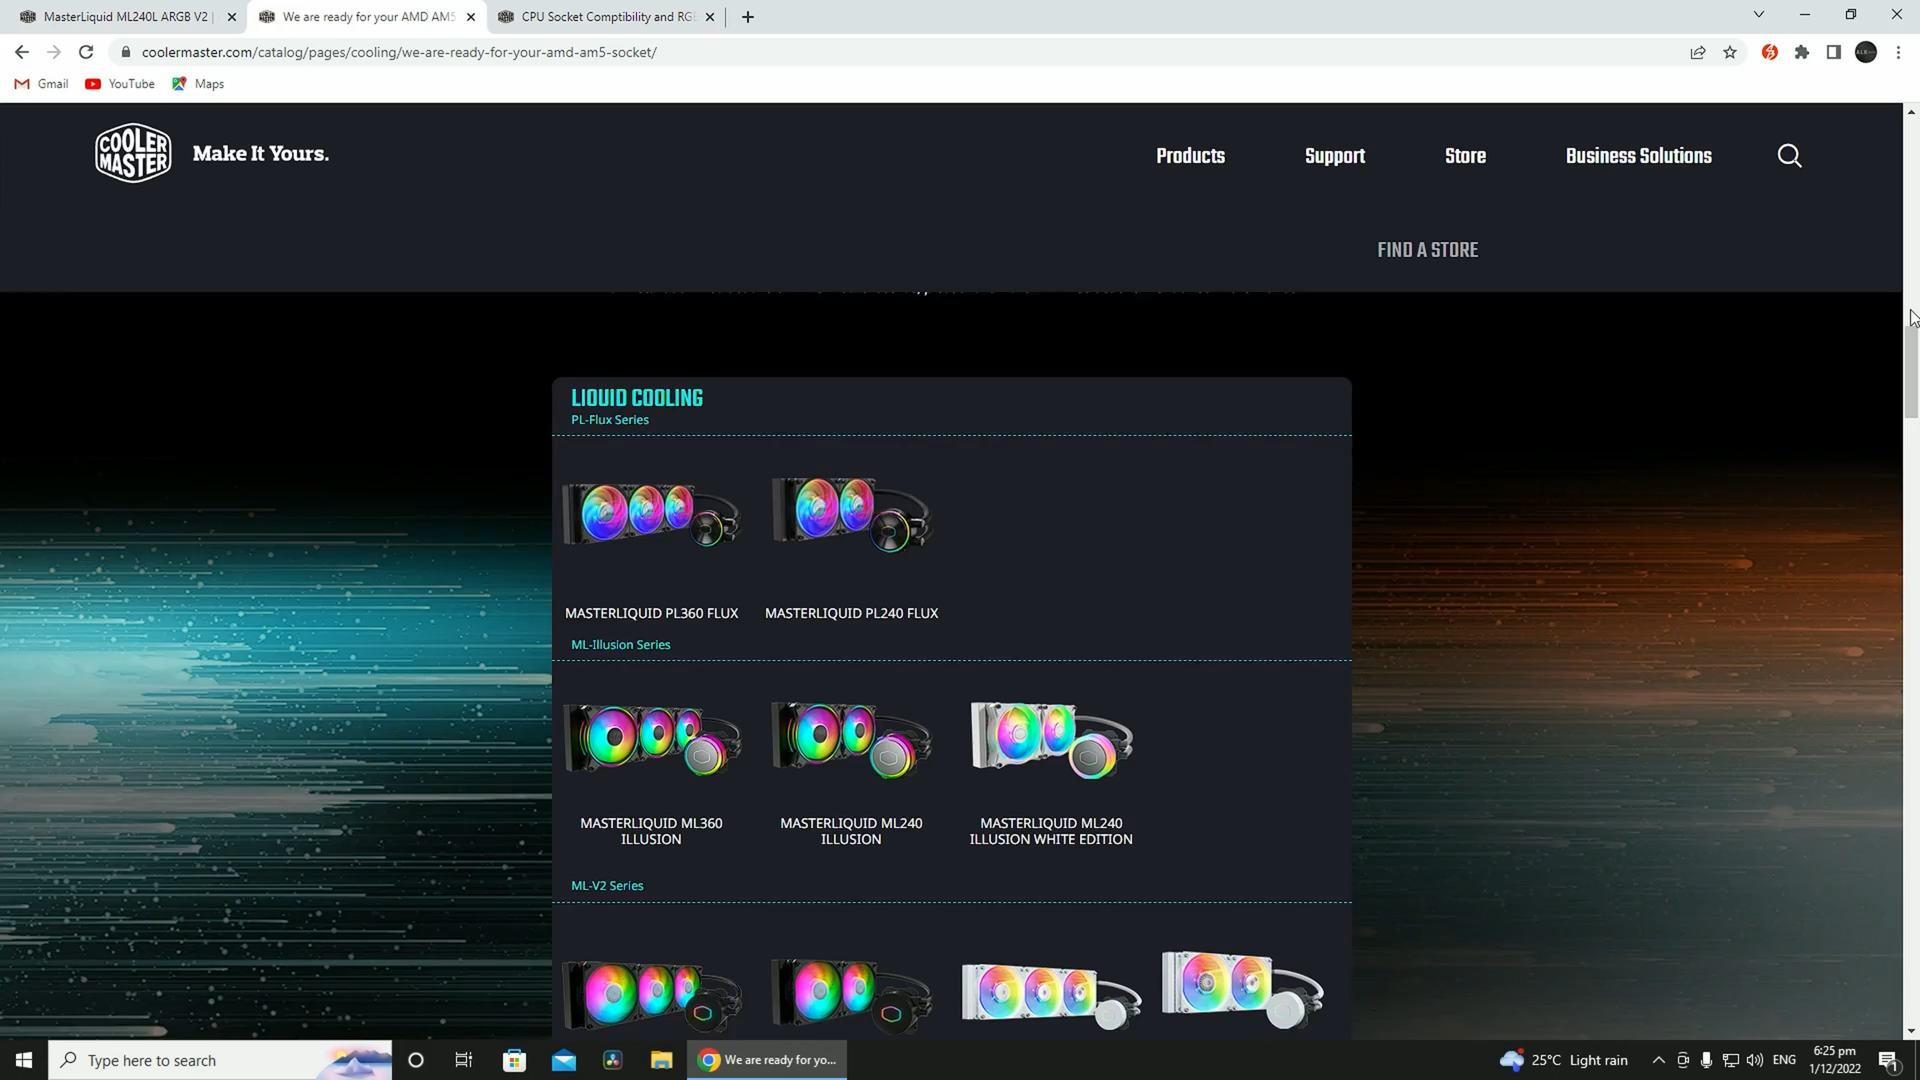 MasterLiquid ML240L ARGB V2 |
We are ready for your AMD AM5
CPU Socket Comptibility and RGB
coolermaster.com/catalog/pages/cooling/we-are-ready-for-your-amd-am5-socket/
Gmail
YouTube
Maps
COOLER MASTER
Make It Yours.
Products
Support
Store
Business Solutions
FIND A STORE
LIQUID COOLING
PL-Flux Series
MASTERLIQUID PL360 FLUX
MASTERLIQUID PL240 FLUX
ML-Illusion Series
MASTERLIQUID ML360
ILLUSION
MASTERLIQUID ML240
ILLUSION
MASTERLIQUID ML240
ILLUSION WHITE EDITION
ML-V2 Series
Type here to search
We are ready for yo...
25°C Light rain
ENG
6:25 pm
1/12/2022
1